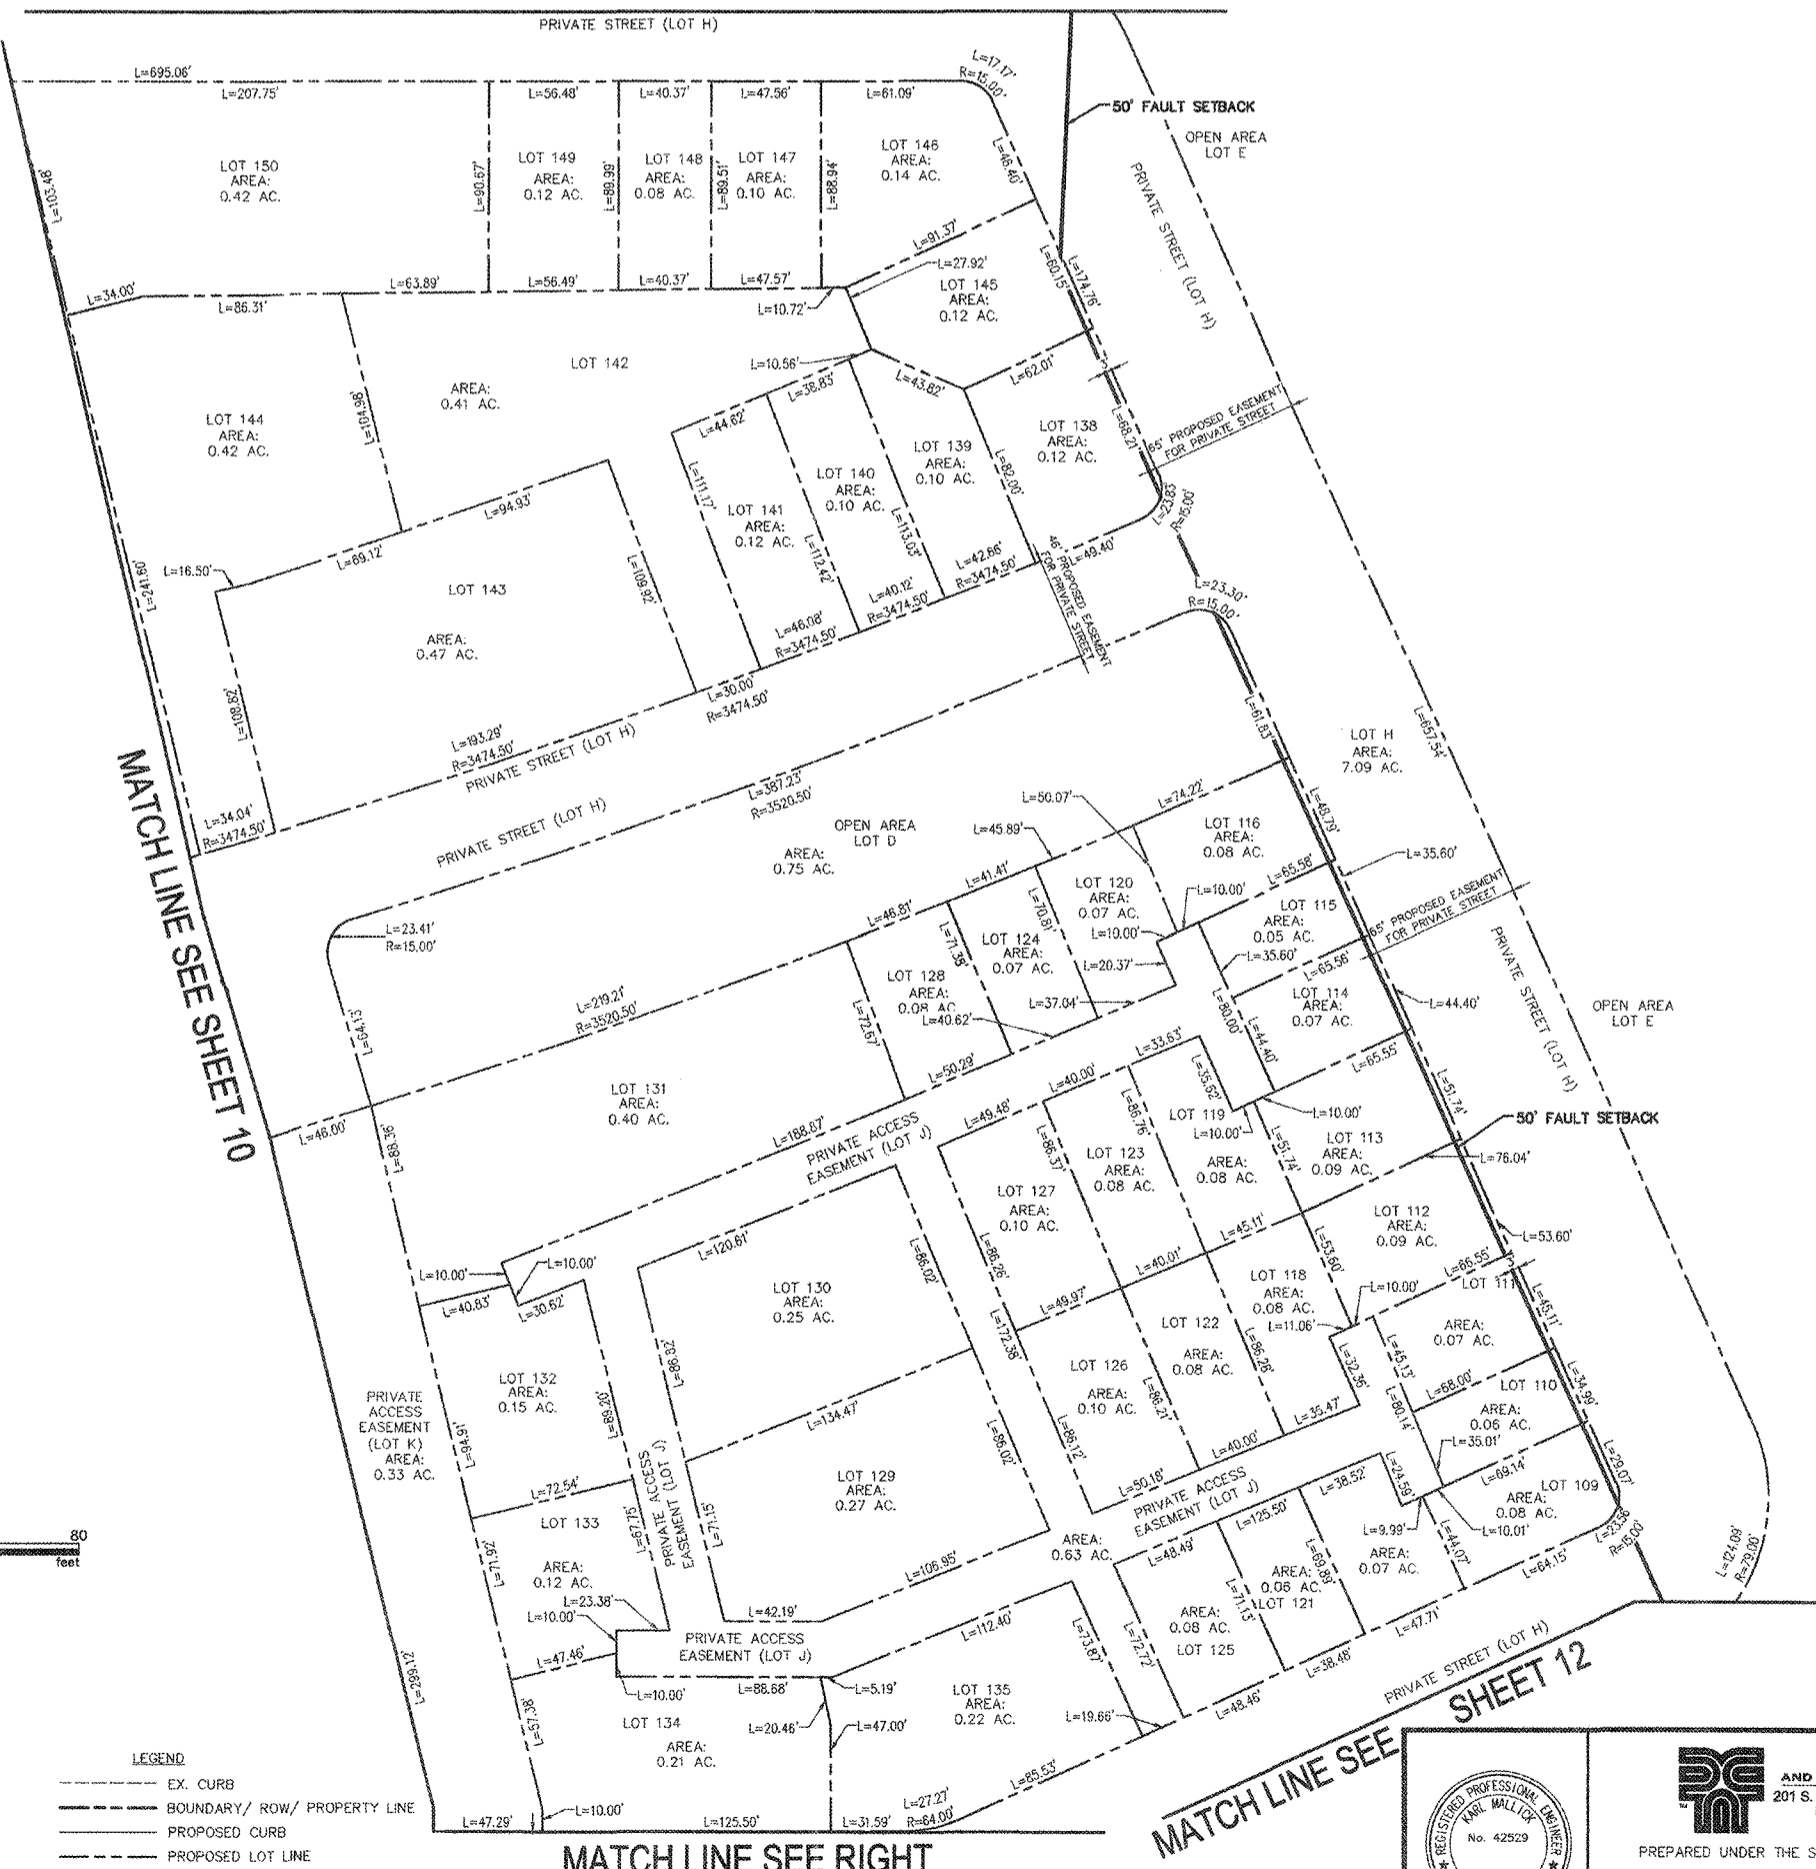 PRIVATE STREET (LOT H)
L=695.06'
L=207.75'
L=56.48'
L=40.37'
L=47.56'
L=61.09'
L=17.17'
R=15.00'
50' FAULT SETBACK
OPEN AREA
LOT E
LOT 150
AREA:
0.42 AC.
LOT 149
AREA:
0.12 AC.
LOT 148
AREA:
0.08 AC.
LOT 147
AREA:
0.10 AC.
LOT 146
AREA:
0.14 AC.
L=103.48'
L=90.67'
L=89.99'
L=89.51'
L=88.94'
L=46.40'
PRIVATE STREET (LOT H)
L=91.37'
L=27.92'
L=34.00'
L=86.31'
L=63.89'
L=56.49'
L=40.37'
L=47.57'
L=10.72'
LOT 145
AREA:
0.12 AC.
L=60.15'
L=174.76'
LOT 142
AREA:
0.41 AC.
L=10.56'
L=38.83'
L=43.82'
L=62.01'
L=44.62'
LOT 144
AREA:
0.42 AC.
L=104.98'
LOT 138
AREA:
0.12 AC.
L=68.21'
65' PROPOSED EASEMENT
FOR PRIVATE STREET
LOT 139
AREA:
0.10 AC.
L=82.00'
LOT 140
AREA:
0.10 AC.
LOT 141
AREA:
0.12 AC.
L=111.17'
L=112.42'
L=113.03'
L=94.93'
L=69.12'
L=16.50'
L=241.60'
LOT 143
AREA:
0.47 AC.
L=109.92'
L=108.82'
L=23.83'
R=15.00'
L=49.40'
46' PROPOSED EASEMENT
FOR PRIVATE STREET
L=42.86'
R=3474.50'
L=40.12'
R=3474.50'
L=46.08'
R=3474.50'
L=30.00'
R=3474.50'
L=193.29'
R=3474.50'
L=34.04'
R=3474.50'
PRIVATE STREET (LOT H)
L=23.30'
R=15.00'
MATCH LINE SEE SHEET 10
L=387.23'
R=3520.50'
PRIVATE STREET (LOT H)
OPEN AREA
LOT D
AREA:
0.75 AC.
L=61.83'
LOT H
AREA:
7.09 AC.
L=657.54'
L=50.07'
L=74.22'
L=45.89'
LOT 116
AREA:
0.08 AC.
L=48.79'
L=35.60'
L=41.41'
L=46.81'
LOT 120
AREA:
0.07 AC.
L=10.00'
L=65.58'
LOT 115
AREA:
0.05 AC.
65' PROPOSED EASEMENT
FOR PRIVATE STREET
L=23.41'
R=15.00'
L=10.00'
L=20.37'
L=35.60'
L=65.56'
LOT 124
AREA:
0.07 AC.
L=70.81'
L=71.38'
LOT 128
AREA:
0.08 AC.
L=72.67'
L=37.04'
L=40.62'
LOT 114
AREA:
0.07 AC.
L=80.00'
L=44.40'
L=44.40'
PRIVATE STREET (LOT H)
OPEN AREA
LOT E
L=219.21'
R=3520.50'
L=64.13'
L=50.29'
L=33.63'
L=40.00'
L=35.62'
L=65.55'
L=51.74'
50' FAULT SETBACK
LOT 131
AREA:
0.40 AC.
L=188.87'
L=46.00'
L=88.36'
PRIVATE ACCESS
EASEMENT (LOT J)
L=49.48'
L=86.76'
LOT 119
L=10.00'
AREA:
0.08 AC.
L=10.00'
LOT 113
AREA:
0.09 AC.
L=51.74'
L=76.04'
L=86.37'
LOT 123
AREA:
0.08 AC.
LOT 127
AREA:
0.10 AC.
LOT 112
AREA:
0.09 AC.
L=53.60'
L=45.11'
L=40.01'
L=49.97'
L=53.60'
L=66.55'
L=120.61'
L=86.02'
L=86.26'
L=10.00'
L=10.00'
L=40.83'
L=30.62'
LOT 130
AREA:
0.25 AC.
L=172.38'
LOT 118
AREA:
0.08 AC.
L=10.00'
L=11.06'
LOT 111
AREA:
0.07 AC.
L=45.11'
LOT 122
AREA:
0.08 AC.
L=86.26'
L=32.36'
L=45.13'
L=68.00'
LOT 126
AREA:
0.10 AC.
L=86.21'
LOT 110
AREA:
0.06 AC.
L=34.99'
L=80.14'
L=35.01'
L=86.82'
LOT 132
AREA:
0.15 AC.
L=89.20'
L=134.47'
PRIVATE
ACCESS
EASEMENT
(LOT K)
AREA:
0.33 AC.
L=94.91'
L=86.02'
L=86.12'
L=35.47'
L=40.00'
L=50.18'
L=69.14'
L=29.07'
LOT 129
AREA:
0.27 AC.
LOT 109
AREA:
0.08 AC.
L=24.59'
L=38.52'
PRIVATE ACCESS
EASEMENT (LOT J)
L=125.50'
L=9.99'
L=10.01'
L=23.56'
R=15.00'
L=124.09'
R=79.00'
L=72.54'
LOT 133
AREA:
0.12 AC.
L=67.75'
PRIVATE ACCESS
EASEMENT (LOT J)
L=71.15'
L=71.92'
AREA:
0.63 AC.
L=48.49'
AREA:
0.07 AC.
L=44.07'
L=64.15'
L=106.95'
L=69.89'
AREA:
0.06 AC.
LOT 121
L=71.13'
AREA:
0.08 AC.
LOT 125
L=72.72'
L=23.38'
L=10.00'
L=42.19'
PRIVATE ACCESS
EASEMENT (LOT J)
L=112.40'
L=73.87'
L=47.71'
L=38.48'
L=48.46'
PRIVATE STREET (LOT H)
L=47.46'
L=299.12'
L=10.00'
L=88.68'
L=5.19'
LOT 135
AREA:
0.22 AC.
L=19.66'
L=57.38'
LOT 134
AREA:
0.21 AC.
L=20.46'
L=47.00'
L=85.53'
L=27.27'
R=64.00'
L=47.29'
L=10.00'
L=125.50'
L=31.59'
MATCH LINE SEE RIGHT
MATCH LINE SEE SHEET 12
80
feet
LEGEND
EX. CURB
BOUNDARY/ ROW/ PROPERTY LINE
PROPOSED CURB
PROPOSED LOT LINE
REGISTERED PROFESSIONAL ENGINEER
KARL MALLICK
No. 42529
AND
201 S.
PREPARED UNDER THE S